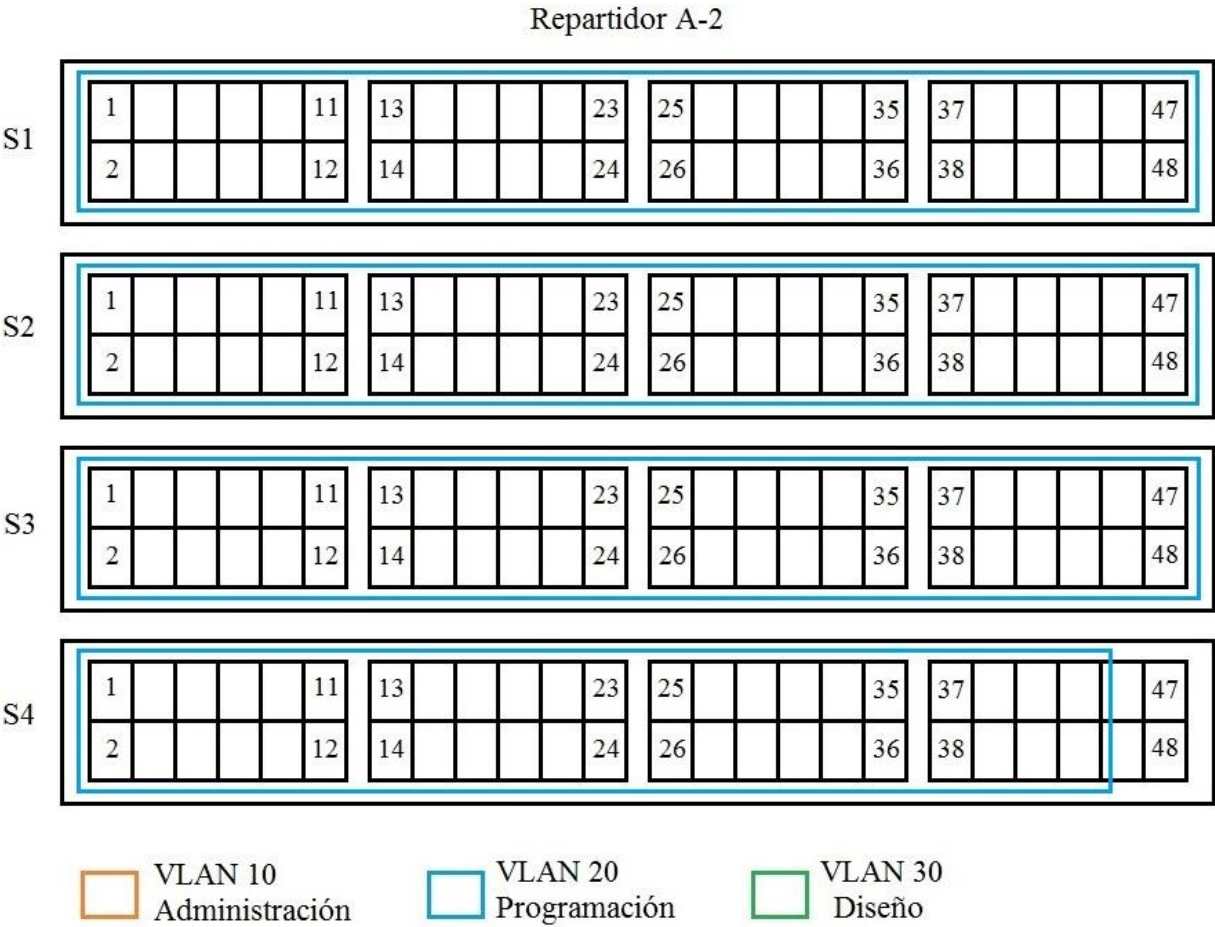 Repartidor A-2
S1
1 11 13 23 25 35 37 47
2 12 14 24 26 36 38 48
S2
1 11 13 23 25 35 37 47
2 12 14 24 26 36 38 48
S3
1 11 13 23 25 35 37 47
2 12 14 24 26 36 38 48
S4
1 11 13 23 25 35 37 47
2 12 14 24 26 36 38 48
VLAN 10
Administración
VLAN 20
Programación
VLAN 30
Diseño